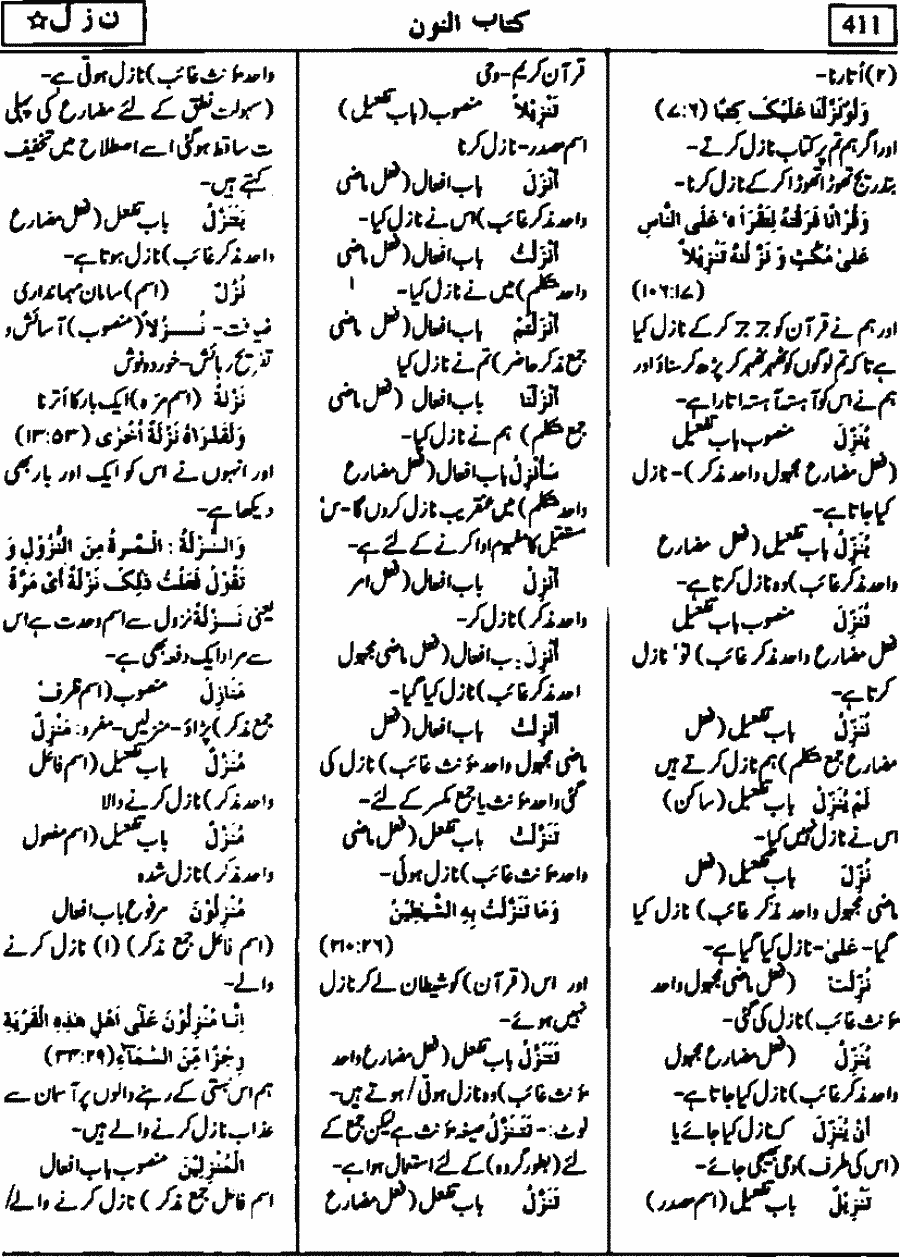 411
کتاب النون
ن ز ل ☆
(۲) اُتارنا-
وَلَوْنَزَّلْنَا عَلَيْكَ كِتٰبًا (۷:۶)
اوراگر ہم تم پر کتاب نازل کرتے-
بتدریج تھوڑا تھوڑا کرکے نازل کرنا-
وَقُرْاٰنًا فَرَقْنٰهُ لِتَقْرَاَهٗ عَلَى النَّاسِ
عَلٰى مُكْثٍ وَّ نَزَّلْنٰهُ تَنْزِيْلاً
(۱۰۶:۱۷)
اور ہم نے قرآن کو جز جز کرکے نازل کیا
ہے تاکہ تم لوگوں کو ٹھہر ٹھہر کر پڑھ کر سناؤ اور
ہم نے اس کو آہستہ آہستہ اتارا ہے-
يُنَزَّلَ منصوب باب تفعیل
(فعل مضارع مجہول واحد مذکر)- نازل
کیا جاتا ہے-
يُنَزِّلُ باب تفعیل (فعل مضارع
واحد مذکر غائب) وہ نازل کرتا ہے-
تُنَزِّلَ منصوب باب تفعیل
فعل مضارع واحد مذکر غائب) تو نازل
کرتا ہے-
نُنَزِّلُ باب تفعیل (فعل
مضارع جمع متکلم) ہم نازل کرتے ہیں
لَمْ يُنَزِّلْ باب تفعیل (ساکن)
اس نے نازل نہیں کیا-
نُزِّلَ باب تفعیل (فعل
ماضی مجہول واحد مذکر غائب) نازل کیا
گیا- عَلٰی- نازل کیا گیا ہے-
نُزِّلَتْ (فعل ماضی مجہول واحد
مؤنث غائب) نازل کی گئی-
يُنَزَّلُ (فعل مضارع مجہول
واحد مذکر غائب) نازل کیا جاتا ہے-
اَنْ يُنَزَّلَ کہ نازل کیا جائے یا
(اس کی طرف) وحی بھیجی جائے-
تَنْزِيْلٌ باب تفعیل (اسم مصدر)
قرآن کریم- وحی
تَنْزِيْلاً منصوب (باب تفعیل)
اسم مصدر- نازل کرنا
اَنْزَلَ باب افعال (فعل ماضی
واحد مذکر غائب) اس نے نازل کیا-
اَنْزَلْتُ باب افعال (فعل ماضی
واحد متکلم) میں نے نازل کیا-
اَنْزَلْتُمْ باب افعال (فعل ماضی
جمع مذکر حاضر) تم نے نازل کیا
اَنْزَلْنَا باب افعال (فعل ماضی
جمع متکلم) ہم نے نازل کیا-
سَاُنْزِلُ باب افعال (فعل مضارع
واحد متکلم) میں عنقریب نازل کروں گا- سَ
مستقبل کا مفہوم ادا کرنے کے لئے ہے-
اَنْزِلْ باب افعال (فعل امر
واحد مذکر) نازل کر-
اُنْزِلَ: ب افعال (فعل ماضی مجہول
احد مذکر غائب) نازل کیا گیا-
اُنْزِلَتْ باب افعال (فعل
ماضی مجہول واحد مؤنث غائب) نازل کی
گئی واحد مؤنث یا جمع مکسر کے لئے-
تَنَزَّلَتْ باب تفعل (فعل ماضی
واحد مؤنث غائب) نازل ہوئی-
وَمَا تَنَزَّلَتْ بِهِ الشَّيٰطِيْنُ
(۲۱۰:۲۶)
اور اس (قرآن) کو شیطان لے کر نازل
نہیں ہوئے-
تَتَنَزَّلُ باب تفعل (فعل مضارع واحد
مؤنث غائب) وہ نازل ہوتی/ہوتے ہیں-
نوٹ:- تَتَنَزَّلُ صیغہ مؤنث ہے لیکن جمع کے
لئے (بطور گروہ) کے لئے استعمال ہوا ہے-
تَنَزَّلُ باب تفعل (فعل مضارع
واحد مؤنث غائب) نازل ہوتی ہے-
(سہولت نطق کے لئے مضارع کی پہلی
ت ساقط ہوگئی اسے اصطلاح میں تخفیف
کہتے ہیں-
يَتَنَزَّلُ باب تفعل (فعل مضارع
واحد مذکر غائب) نازل ہوتا ہے-
نُزُلٌ (اسم) سامان مہمانداری
ضیافت- نُزُلاً (منصوب) آسائش و
تفریح رہائش- خورد و نوش
نَزْلَةٌ (اسم مرہ) ایک بار کا اُترنا
وَلَقَدْرَاٰهُ نَزْلَةً اُخْرٰى (۱۳:۵۳)
اور انہوں نے اس کو ایک اور بار بھی
دیکھا ہے-
وَالنَّزْلَةُ: اَلْمَرَّةُ مِنَ النُّزُوْلِ وَ
تَقُوْلُ فَعَلْتُ ذٰلِكَ نَزْلَةً اَیْ مَرَّةً
یعنی نَزْلَةٌ نزول سے اسم وحدت ہے اس
سے مراد ایک دفعہ بھی ہے-
مَنَازِلَ منصوب (اسم ظرف
جمع مذکر) پڑاؤ- منزلیں- مفرد: مَنْزِلٌ
مُنَزِّلٌ باب تفعیل (اسم فاعل
واحد مذکر) نازل کرنے والا
مُنَزَّلٌ باب تفعیل (اسم مفعول
واحد مذکر) نازل شدہ
مُنْزِلُوْنَ مرفوع باب افعال
(اسم فاعل جمع مذکر) (۱) نازل کرنے
والے-
اِنَّا مُنْزِلُوْنَ عَلٰٓى اَهْلِ هٰذِهِ الْقَرْيَةِ
رِجْزًا مِّنَ السَّمَآءِ (۳۴:۲۹)
ہم اس بستی کے رہنے والوں پر آسمان سے
عذاب نازل کرنے والے ہیں-
اَلْمُنْزِلِيْنَ منصوب باب افعال
اسم فاعل جمع مذکر) نازل کرنے والے/